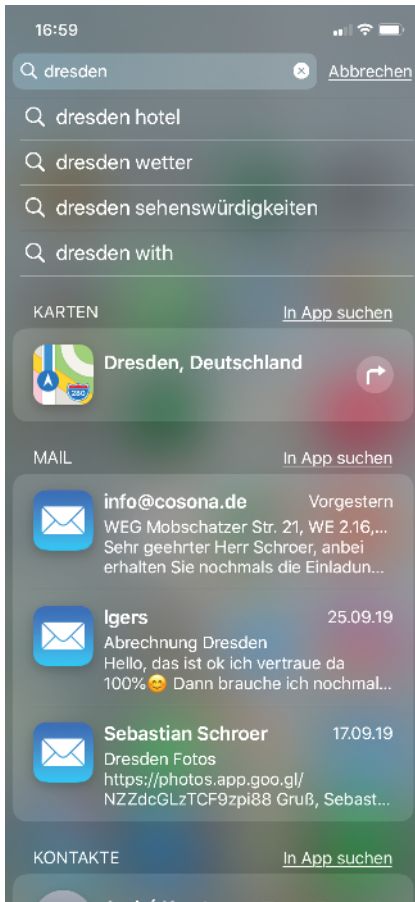 16:59
dresden
Abbrechen
dresden hotel
dresden wetter
dresden sehenswürdigkeiten
dresden with
KARTEN
In App suchen
280
Dresden, Deutschland
MAIL
In App suchen
info@cosona.de
Vorgestern
WEG Mobschatzer Str. 21, WE 2.16,...
Sehr geehrter Herr Schroer, anbei
erhalten Sie nochmals die Einladun...
Igers
25.09.19
Abrechnung Dresden
Hello, das ist ok ich vertraue da
100%😊 Dann brauche ich nochmal...
Sebastian Schroer
17.09.19
Dresden Fotos
https://photos.app.goo.gl/
NZZdcGLzTCF9zpi88 Gruß, Sebast...
KONTAKTE
In App suchen